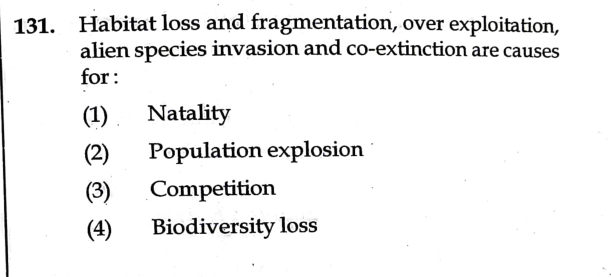 131. Habitat loss and fragmentation, over exploitation,
alien species invasion and co-extinction are causes
for :
(1) Natality
(2) Population explosion
(3) Competition
(4) Biodiversity loss